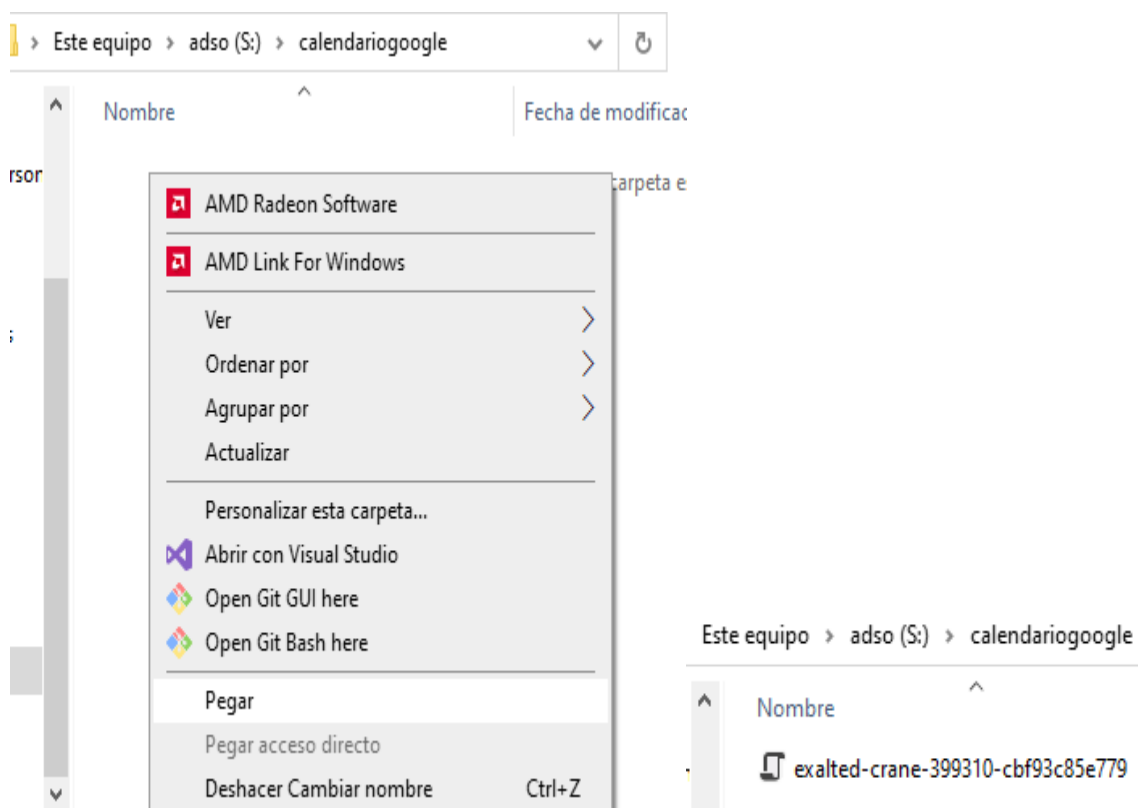 Este equipo > adso (S:) > calendariogoogle
Nombre
Fecha de modificac
rsor
carpeta e
AMD Radeon Software
AMD Link For Windows
Ver
Ordenar por
Agrupar por
Actualizar
Personalizar esta carpeta...
Abrir con Visual Studio
Open Git GUI here
Open Git Bash here
Pegar
Pegar acceso directo
Deshacer Cambiar nombre Ctrl+Z
Este equipo > adso (S:) > calendariogoogle
Nombre
exalted-crane-399310-cbf93c85e779